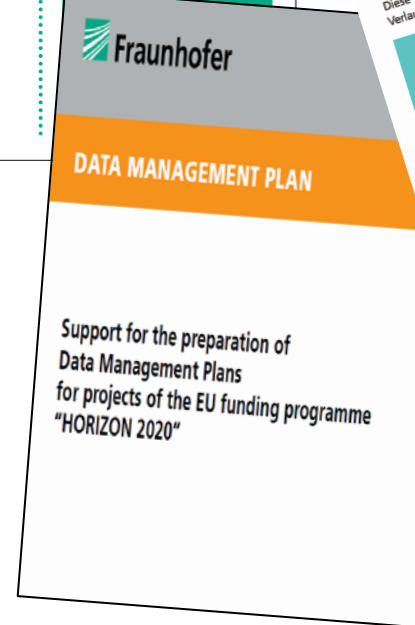 Diese
Fraunhofer
DATA MANAGEMENT PLAN
Support for the preparation of
Data Management Plans
for projects of the EU funding programme
“HORIZON 2020“